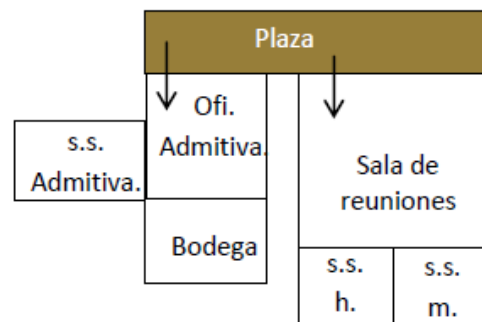 Plaza
Ofi.
Admitiva.
s.s.
Admitiva.
Sala de
reuniones
Bodega
s.s.
h.
s.s.
m.